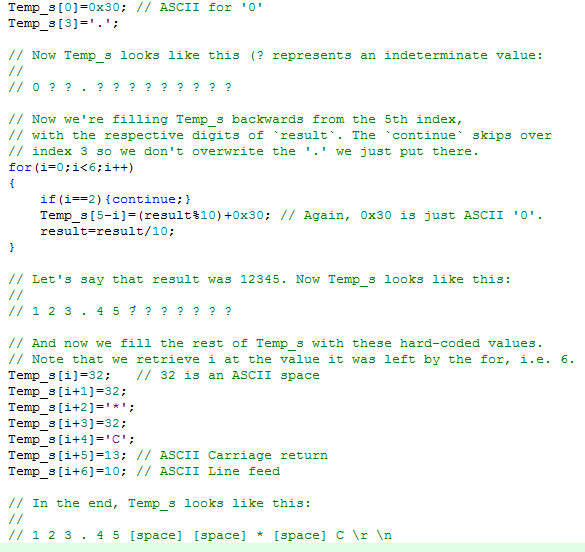 Temp_s[0]=0x30; // ASCII for '0'
Temp_s[3]='.';
// Now Temp_s looks like this (? represents an indeterminate value:
//
// 0 ? ? . ? ? ? ? ? ? ? ? ?
// Now we're filling Temp_s backwards from the 5th index,
// with the respective digits of `result`. The `continue` skips over
// index 3 so we don't overwrite the '.' we just put there.
for(i=0;i<6;i++)
{
    if(i==2){continue;}
    Temp_s[5-i]=(result%10)+0x30; // Again, 0x30 is just ASCII '0'.
    result=result/10;
}
// Let's say that result was 12345. Now Temp_s looks like this:
//
// 1 2 3 . 4 5 ? ? ? ? ? ? ?
// And now we fill the rest of Temp_s with these hard-coded values.
// Note that we retrieve i at the value it was left by the for, i.e. 6.
Temp_s[i]=32;   // 32 is an ASCII space
Temp_s[i+1]=32;
Temp_s[i+2]='*';
Temp_s[i+3]=32;
Temp_s[i+4]='C';
Temp_s[i+5]=13; // ASCII Carriage return
Temp_s[i+6]=10; // ASCII Line feed
// In the end, Temp_s looks like this:
//
// 1 2 3 . 4 5 [space] [space] * [space] C \r \n